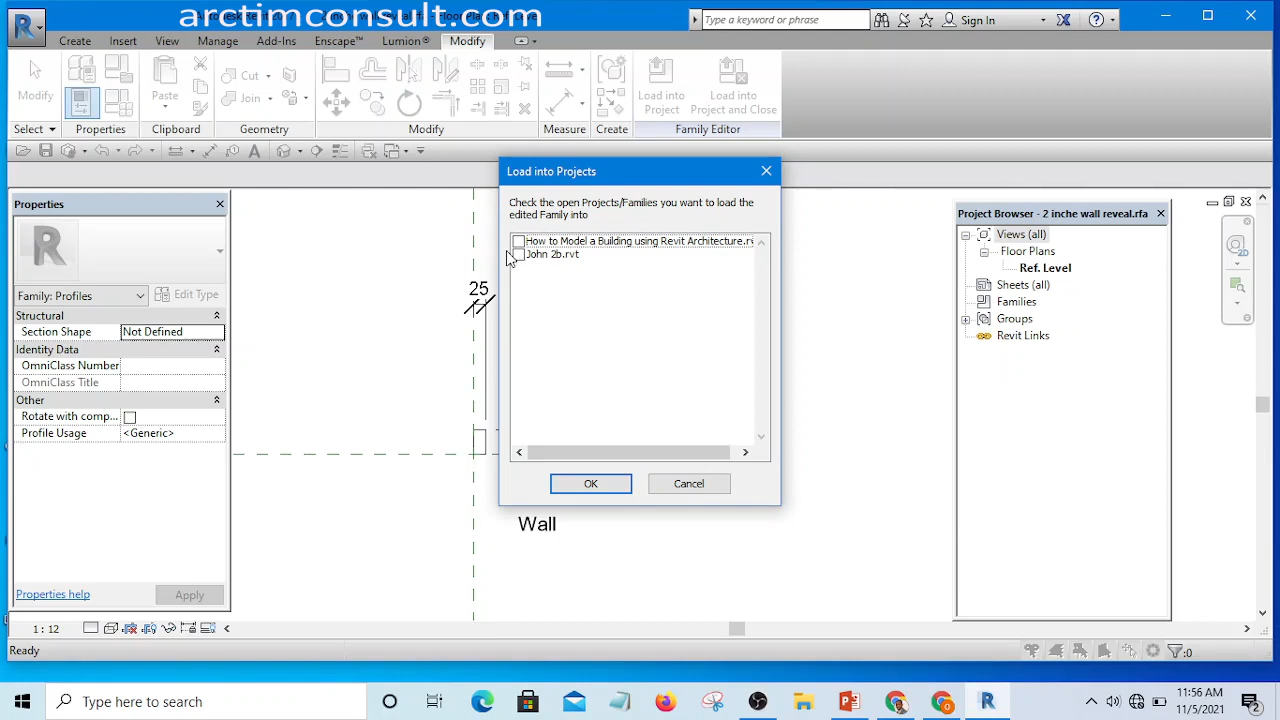 arctimconsult.com
Type a keyword or phrase
Sign In
Create Insert View Manage Add-Ins Enscape™ Lumion® Modify
Modify
Paste
Cut
Join
Load into
Project
Load into
Project and Close
Select Properties Clipboard Geometry Modify Measure Create Family Editor
Properties
Family: Profiles
Edit Type
Structural
Section Shape Not Defined
Identity Data
OmniClass Number
OmniClass Title
Other
Rotate with comp...
Profile Usage <Generic>
Properties help
Apply
25
Wall
Load into Projects
Check the open Projects/Families you want to load the
edited Family into
How to Model a Building using Revit Architecture.rv
John 2b.rvt
OK
Cancel
Project Browser - 2 inche wall reveal.rfa
Views (all)
Floor Plans
Ref. Level
Sheets (all)
Families
Groups
Revit Links
1 : 12
Ready
:0
Type here to search
11:56 AM
11/5/2021
2